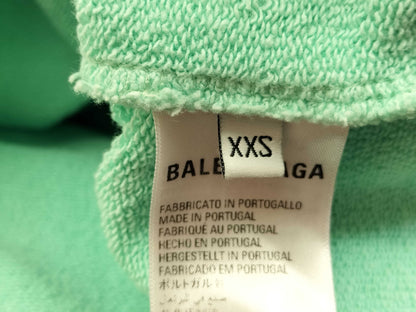 XXS
BALE AGA
FABBRICATO IN PORTOGALLO
MADE IN PORTUGAL
FABRIQUÉ AU PORTUGAL
HECHO EN PORTUGAL
HERGESTELLT IN PORTUGAL
FABRICADO EM PORTUGAL
ポルトガル